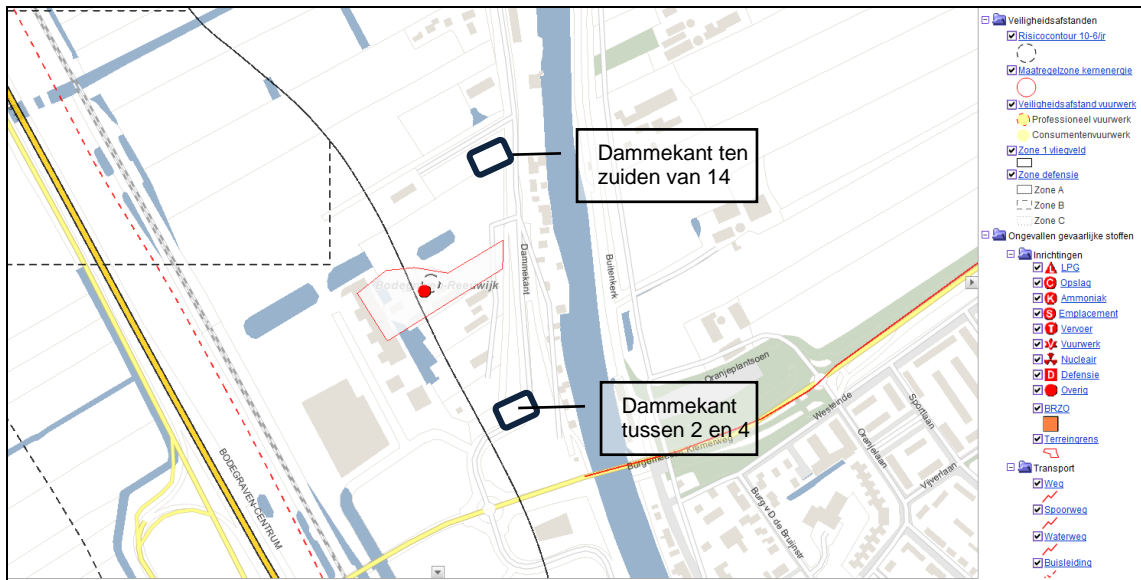 Dammekant ten
zuiden van 14
Dammekant
Buitenkerk
Bodegraven-Reeuwijk
Oranjeplantsoen
Dammekant
tussen 2 en 4
Westeinde
Sportlaan
Oranjelaan
Vijverlaan
Burg v D de Bruijnstr
BODEGRAVEN-CENTRUM
Veiligheidsafstanden
Risicocontour 10-6/jr
Maatregelzone kernenergie
Veiligheidsafstand vuurwerk
Professioneel vuurwerk
Consumentenvuurwerk
Zone 1 vliegveld
Zone defensie
Zone A
Zone B
Zone C
Ongevallen gevaarlijke stoffen
Inrichtingen
LPG
C Opslag
K Ammoniak
S Emplacement
T Vervoer
Vuurwerk
Nucleair
D Defensie
Overig
BRZO
Terreingrens
Transport
Weg
Spoorweg
Waterweg
Buisleiding